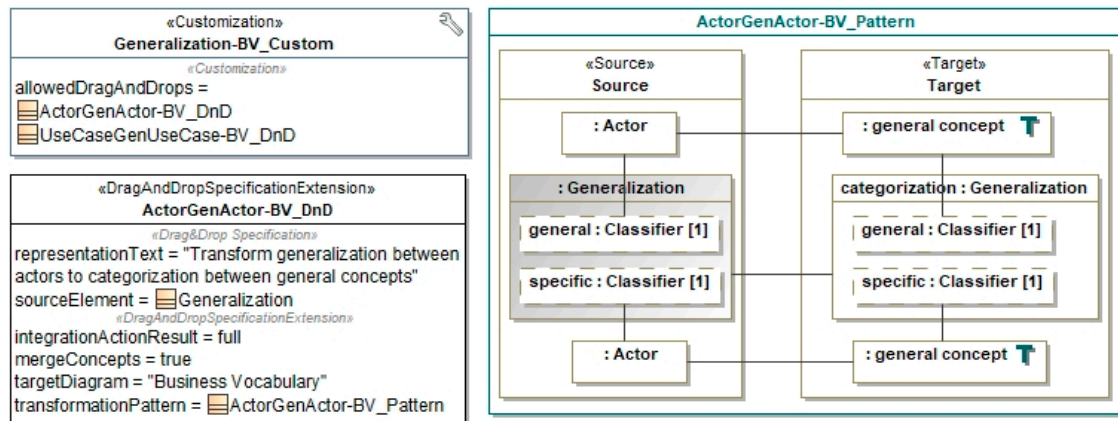 «Customization»
Generalization-BV_Custom
«Customization»
allowedDragAndDrops =
ActorGenActor-BV_DnD
UseCaseGenUseCase-BV_DnD
«DragAndDropSpecificationExtension»
ActorGenActor-BV_DnD
«Drag&Drop Specification»
representationText = "Transform generalization between
actors to categorization between general concepts"
sourceElement = Generalization
«DragAndDropSpecificationExtension»
integrationActionResult = full
mergeConcepts = true
targetDiagram = "Business Vocabulary"
transformationPattern = ActorGenActor-BV_Pattern
ActorGenActor-BV_Pattern
«Source»
Source
: Actor
: Generalization
general : Classifier [1]
specific : Classifier [1]
: Actor
«Target»
Target
: general concept
categorization : Generalization
general : Classifier [1]
specific : Classifier [1]
: general concept